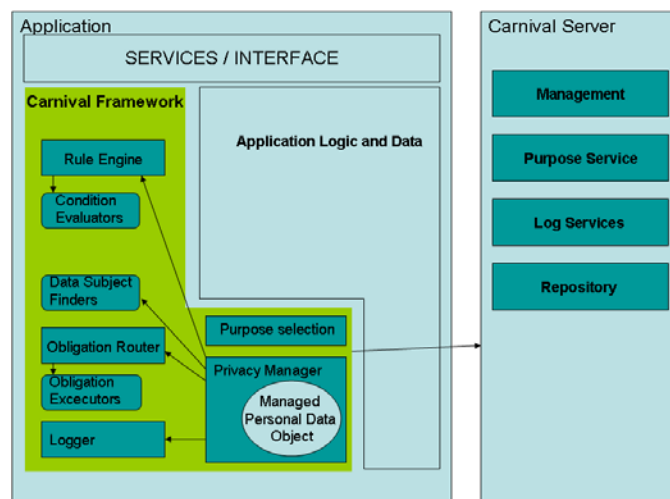 Application
SERVICES / INTERFACE
Carnival Framework
Rule Engine
Condition
Evaluators
Data Subject
Finders
Obligation Router
Obligation
Excecutors
Logger
Application Logic and Data
Purpose selection
Privacy Manager
Managed
Personal Data
Object
Carnival Server
Management
Purpose Service
Log Services
Repository